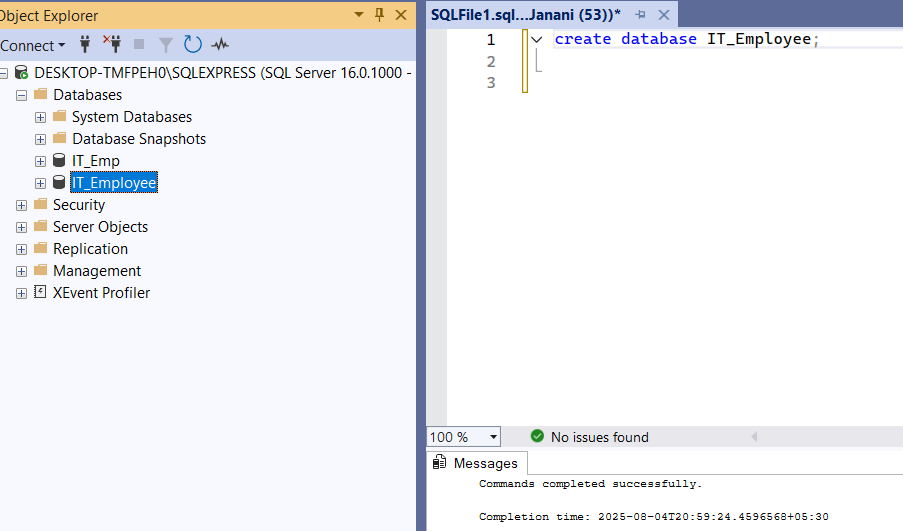 Object Explorer
Connect
DESKTOP-TMFPEH0\SQLEXPRESS (SQL Server 16.0.1000 -
Databases
System Databases
Database Snapshots
IT_Emp
IT_Employee
Security
Server Objects
Replication
Management
XEvent Profiler
SQLFile1.sql...Janani (53))*
1 create database IT_Employee;
2
3
100 %
No issues found
Messages
Commands completed successfully.
Completion time: 2025-08-04T20:59:24.4596568+05:30